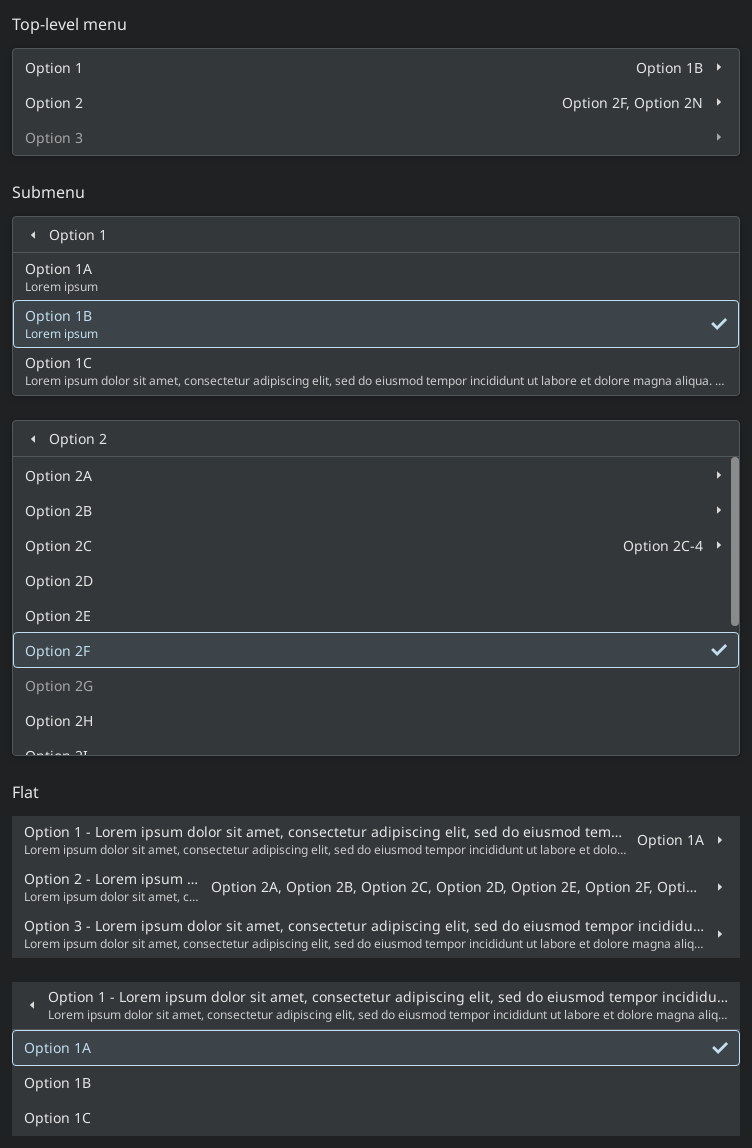 Top-level menu
Option 1 Option 1B
Option 2 Option 2F, Option 2N
Option 3
Submenu
Option 1
Option 1A
Lorem ipsum
Option 1B
Lorem ipsum
Option 1C
Lorem ipsum dolor sit amet, consectetur adipiscing elit, sed do eiusmod tempor incididunt ut labore et dolore magna aliqua. ...
Option 2
Option 2A
Option 2B
Option 2C Option 2C-4
Option 2D
Option 2E
Option 2F
Option 2G
Option 2H
Option 2I
Flat
Option 1 - Lorem ipsum dolor sit amet, consectetur adipiscing elit, sed do eiusmod tem... Option 1A
Lorem ipsum dolor sit amet, consectetur adipiscing elit, sed do eiusmod tempor incididunt ut labore et dolo...
Option 2 - Lorem ipsum ... Option 2A, Option 2B, Option 2C, Option 2D, Option 2E, Option 2F, Opti...
Lorem ipsum dolor sit amet, c...
Option 3 - Lorem ipsum dolor sit amet, consectetur adipiscing elit, sed do eiusmod tempor incididu...
Lorem ipsum dolor sit amet, consectetur adipiscing elit, sed do eiusmod tempor incididunt ut labore et dolore magna aliq...
Option 1 - Lorem ipsum dolor sit amet, consectetur adipiscing elit, sed do eiusmod tempor incididu...
Lorem ipsum dolor sit amet, consectetur adipiscing elit, sed do eiusmod tempor incididunt ut labore et dolore magna aliq...
Option 1A
Option 1B
Option 1C